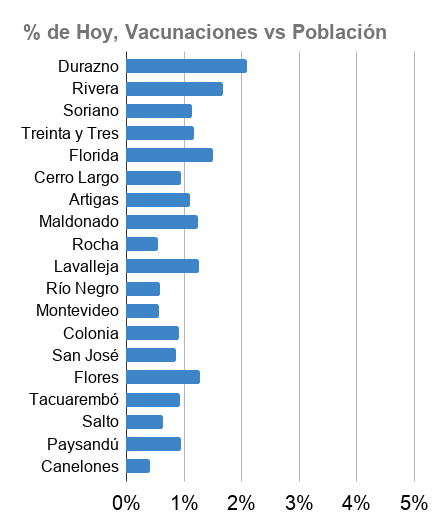 % de Hoy, Vacunaciones vs Población
Durazno
Rivera
Soriano
Treinta y Tres
Florida
Cerro Largo
Artigas
Maldonado
Rocha
Lavalleja
Río Negro
Montevideo
Colonia
San José
Flores
Tacuarembó
Salto
Paysandú
Canelones
0% 1% 2% 3% 4% 5%